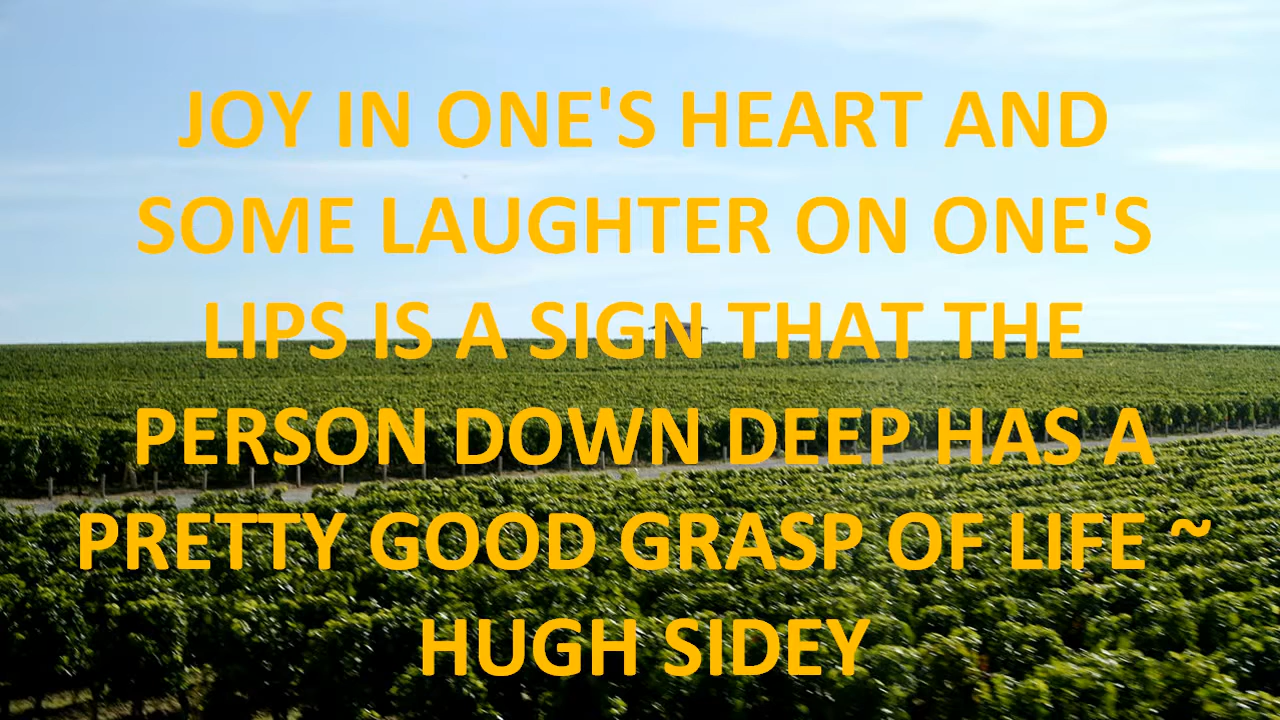 JOY IN ONE'S HEART AND
SOME LAUGHTER ON ONE'S
LIPS IS A SIGN THAT THE
PERSON DOWN DEEP HAS A
PRETTY GOOD GRASP OF LIFE ~
HUGH SIDEY